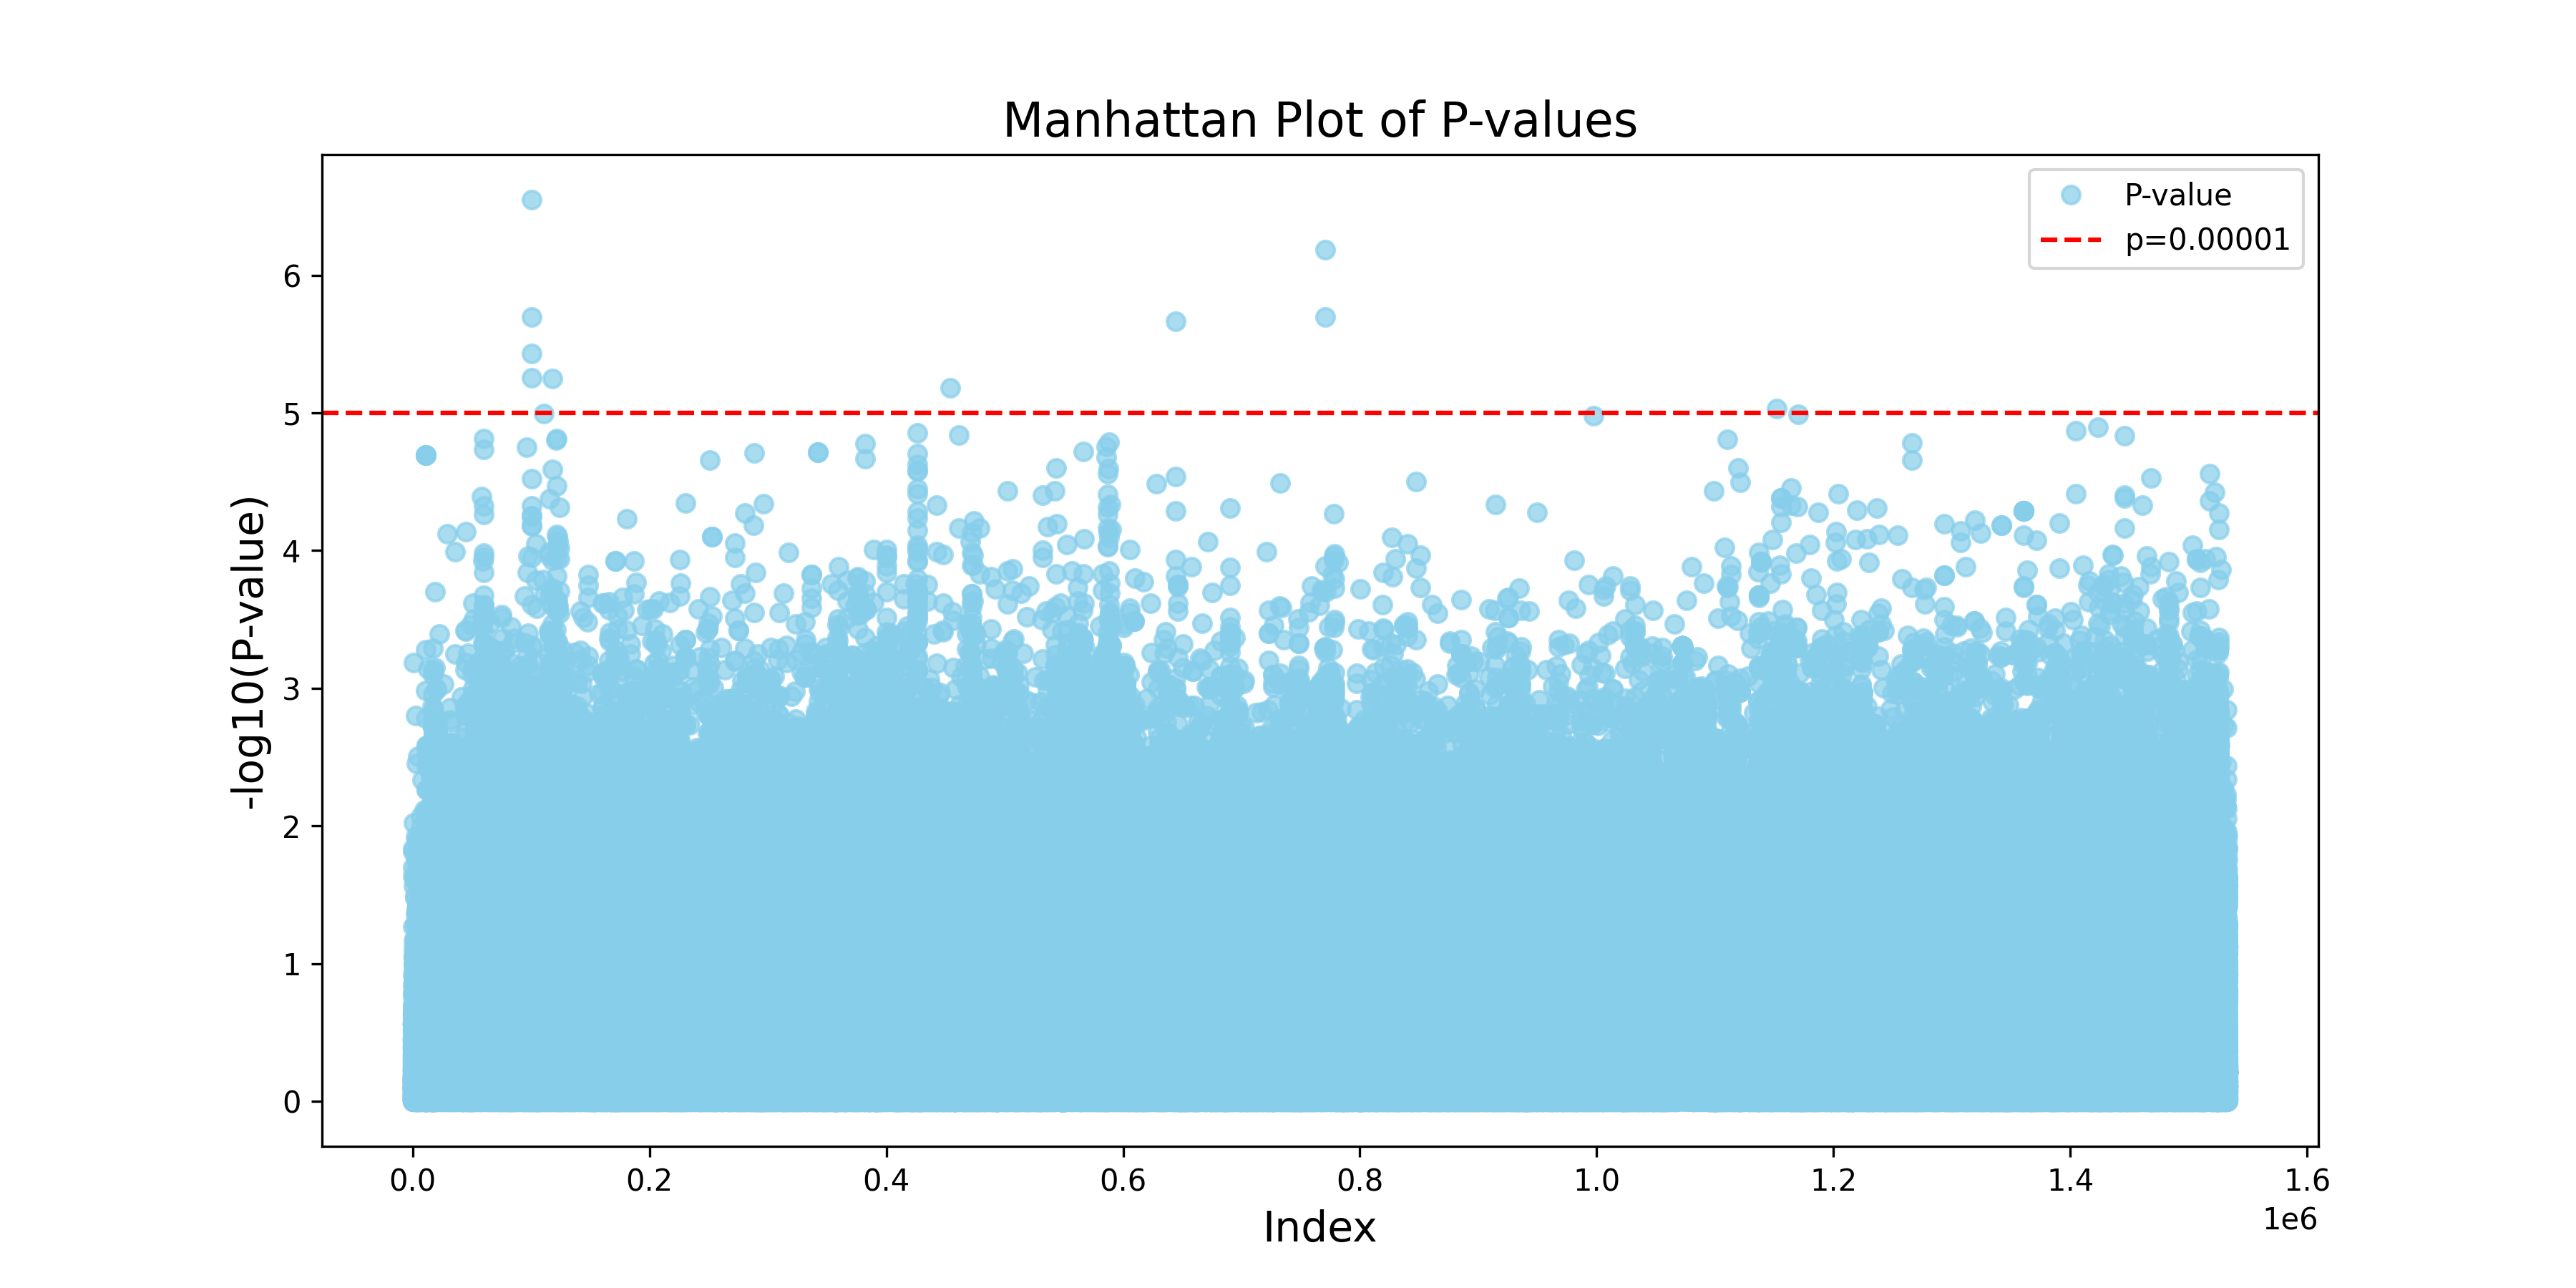 Manhattan Plot of P-values
P-value
p=0.00001
-log10(P-value)
6
5
4
3
2
1
0
0.0 0.2 0.4 0.6 0.8 1.0 1.2 1.4 1.6
1e6
Index